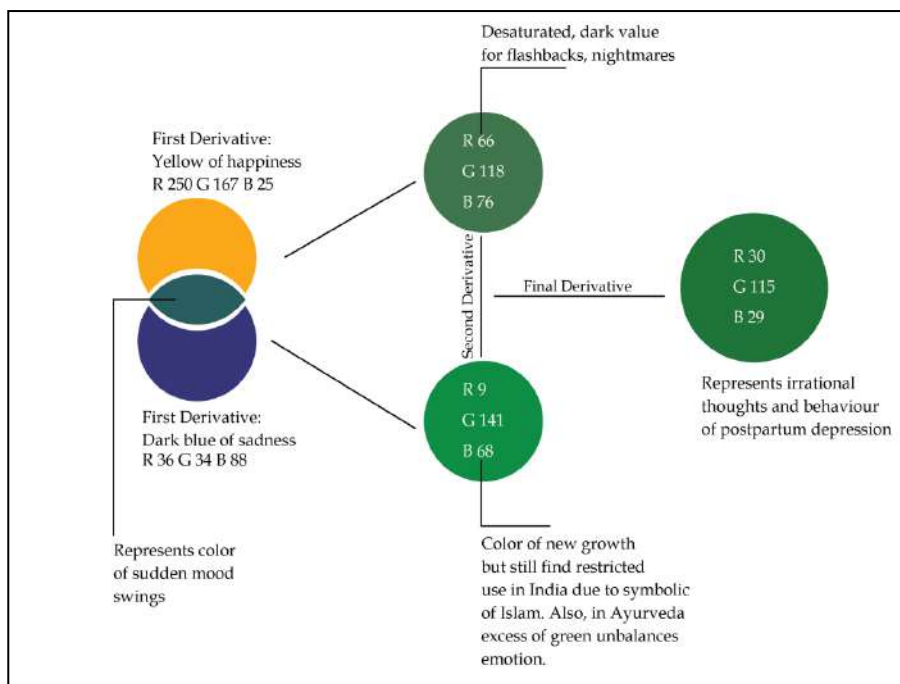 Desaturated, dark value
for flashbacks, nightmares
First Derivative:
Yellow of happiness
R 250 G 167 B 25
R 66
G 118
B 76
Second Derivative
Final Derivative
R 30
G 115
B 29
Represents irrational
thoughts and behaviour
of postpartum depression
R 9
G 141
B 68
First Derivative:
Dark blue of sadness
R 36 G 34 B 88
Represents color
of sudden mood
swings
Color of new growth
but still find restricted
use in India due to symbolic
of Islam. Also, in Ayurveda
excess of green unbalances
emotion.